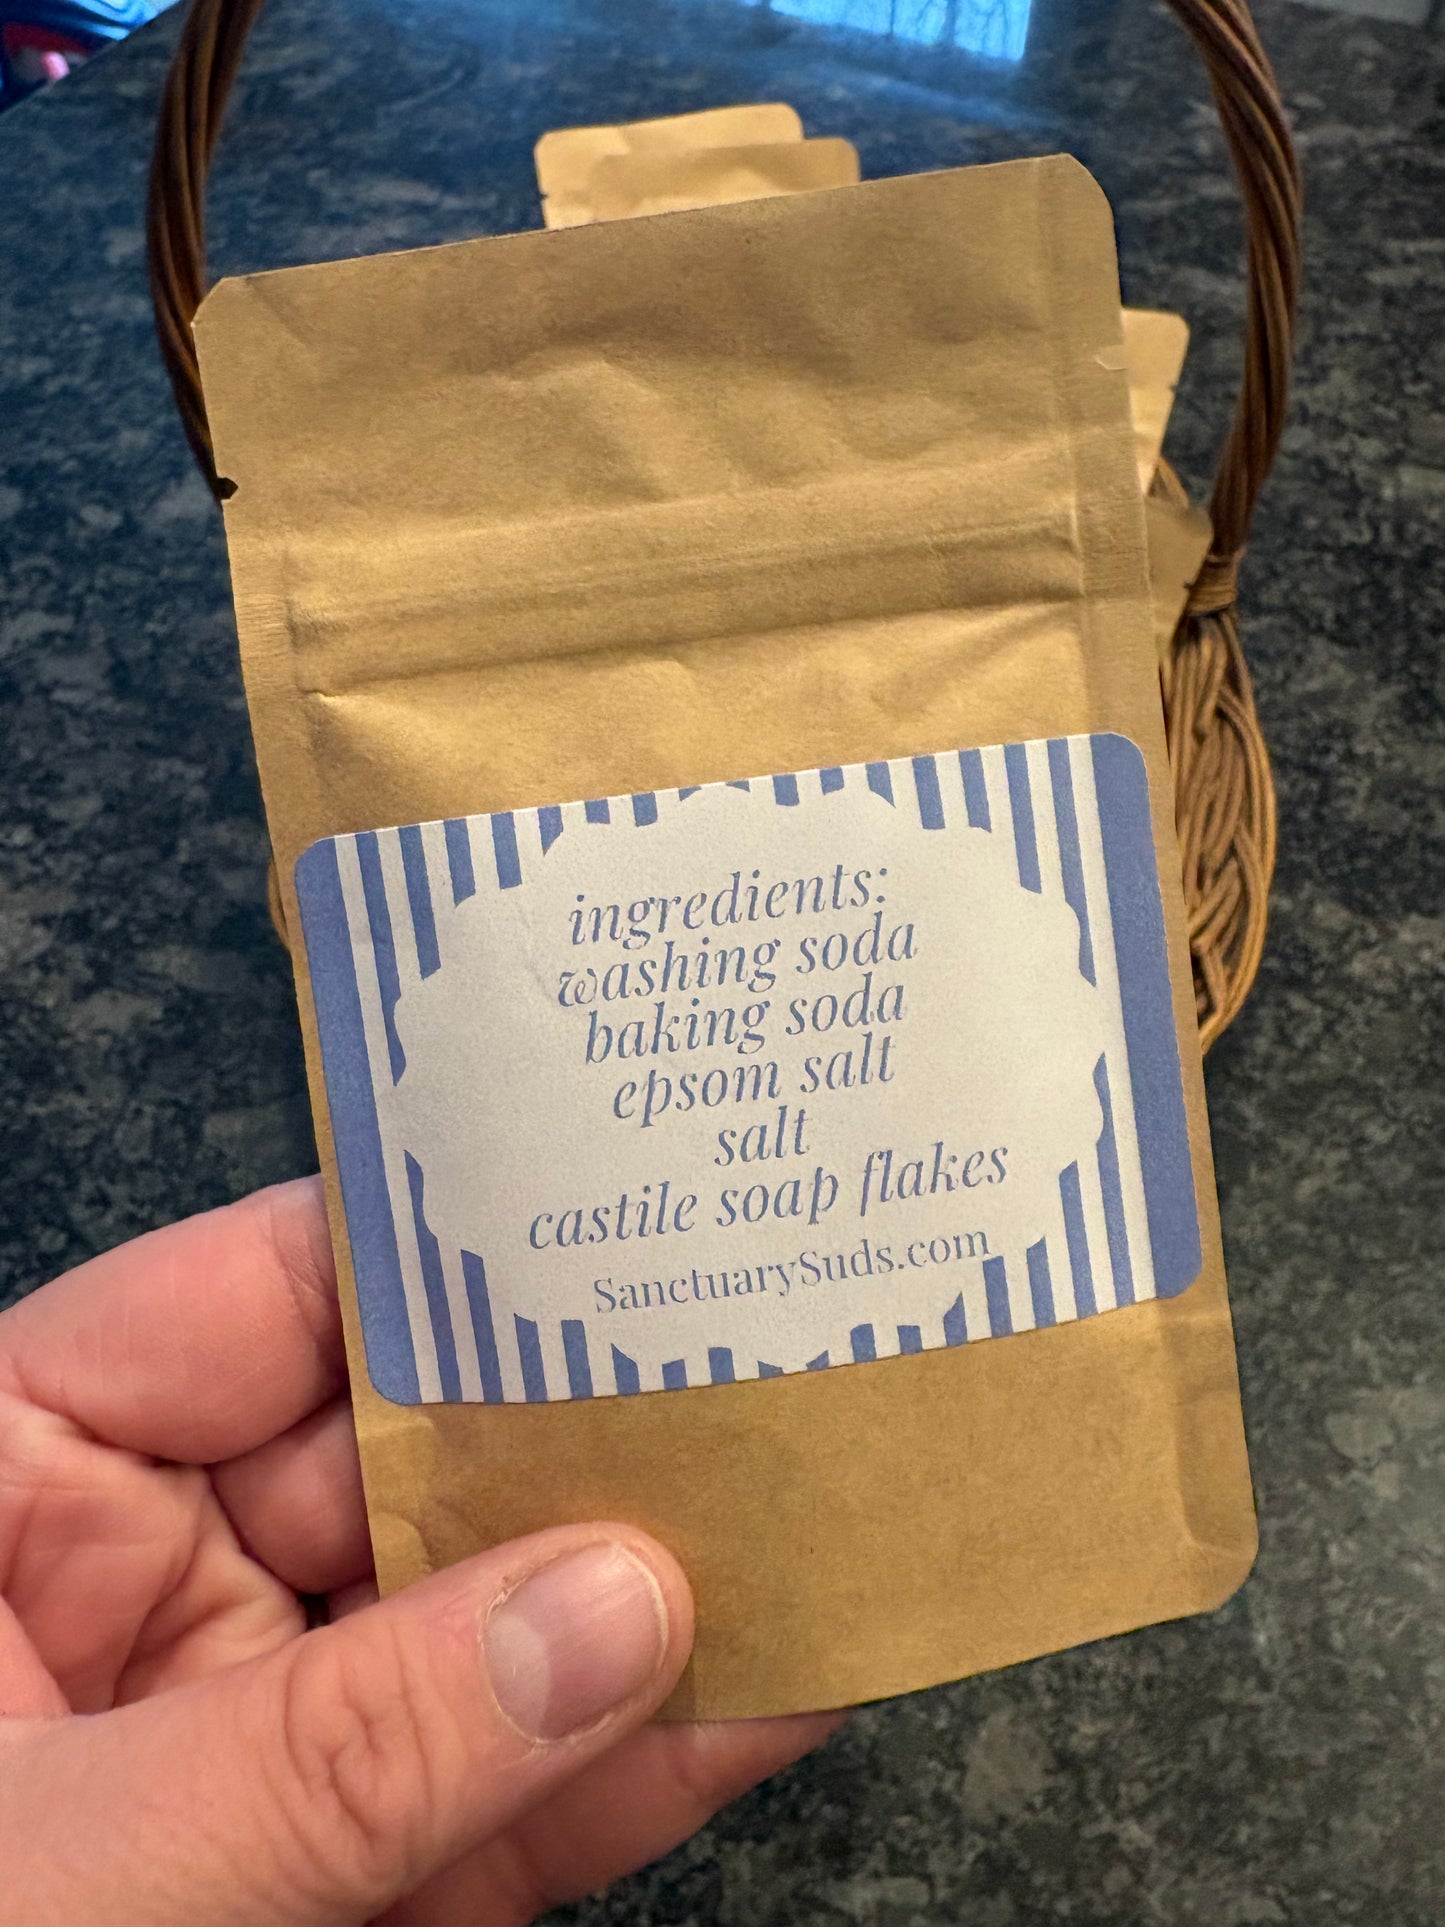 ingredients:
washing soda
baking soda
epsom salt
salt
castile soap flakes
SanctuarySuds.com